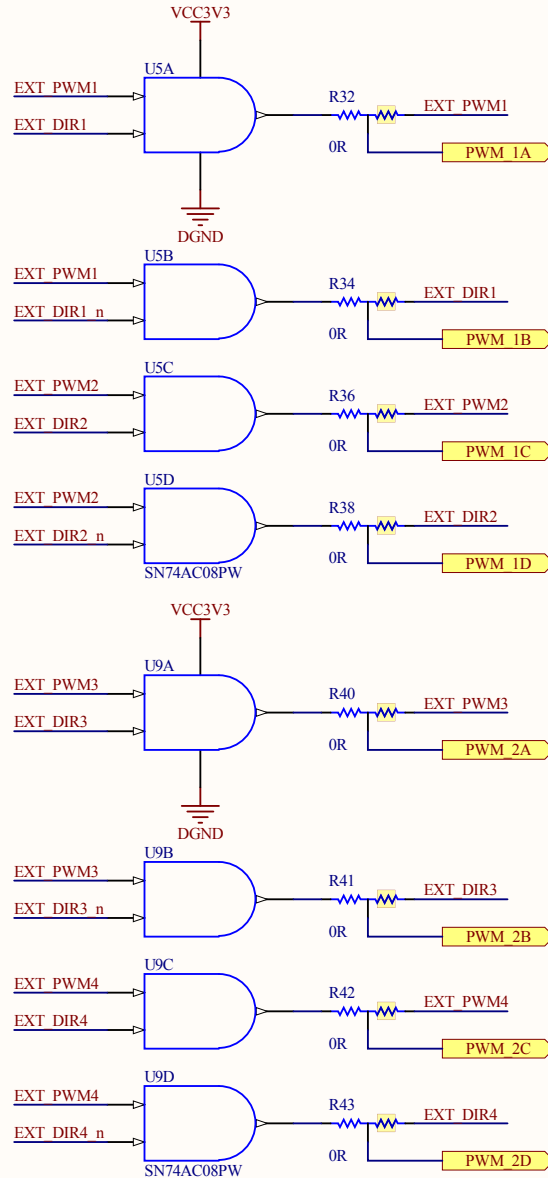 VCC3V3
U5A
EXT_PWM1
EXT_DIR1
R32
EXT_PWM1
0R
PWM_1A
DGND
U5B
EXT_PWM1
EXT_DIR1_n
R34
EXT_DIR1
0R
PWM_1B
U5C
EXT_PWM2
EXT_DIR2
R36
EXT_PWM2
0R
PWM_1C
U5D
EXT_PWM2
EXT_DIR2_n
R38
EXT_DIR2
0R
PWM_1D
SN74AC08PW
VCC3V3
U9A
EXT_PWM3
EXT_DIR3
R40
EXT_PWM3
0R
PWM_2A
DGND
U9B
EXT_PWM3
EXT_DIR3_n
R41
EXT_DIR3
0R
PWM_2B
U9C
EXT_PWM4
EXT_DIR4
R42
EXT_PWM4
0R
PWM_2C
U9D
EXT_PWM4
EXT_DIR4_n
R43
EXT_DIR4
0R
PWM_2D
SN74AC08PW